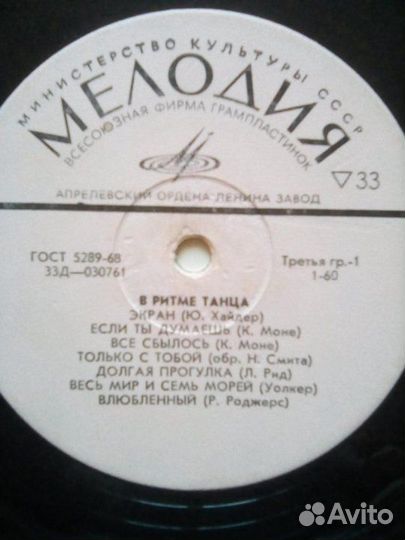 МИНИСТЕРСТВО КУЛЬТУРЫ СССР
МЕЛОДИЯ
ВСЕСОЮЗНАЯ ФИРМА ГРАМПЛАСТИНОК
▽33
АПРЕЛЕВСКИЙ ОРДЕНА ЛЕНИНА ЗАВОД
ГОСТ 5289-68
33Д—030761
Третья гр.-1
1-60
В РИТМЕ ТАНЦА
ЭКРАН (Ю. Хайдер)
ЕСЛИ ТЫ ДУМАЕШЬ (К. Моне)
ВСЕ СБЫЛОСЬ (К. Моне)
ТОЛЬКО С ТОБОЙ (обр. Н. Смита)
ДОЛГАЯ ПРОГУЛКА (Л. Рид)
ВЕСЬ МИР И СЕМЬ МОРЕЙ (Уолкер)
ВЛЮБЛЕННЫЙ (Р. Роджерс)
Avito